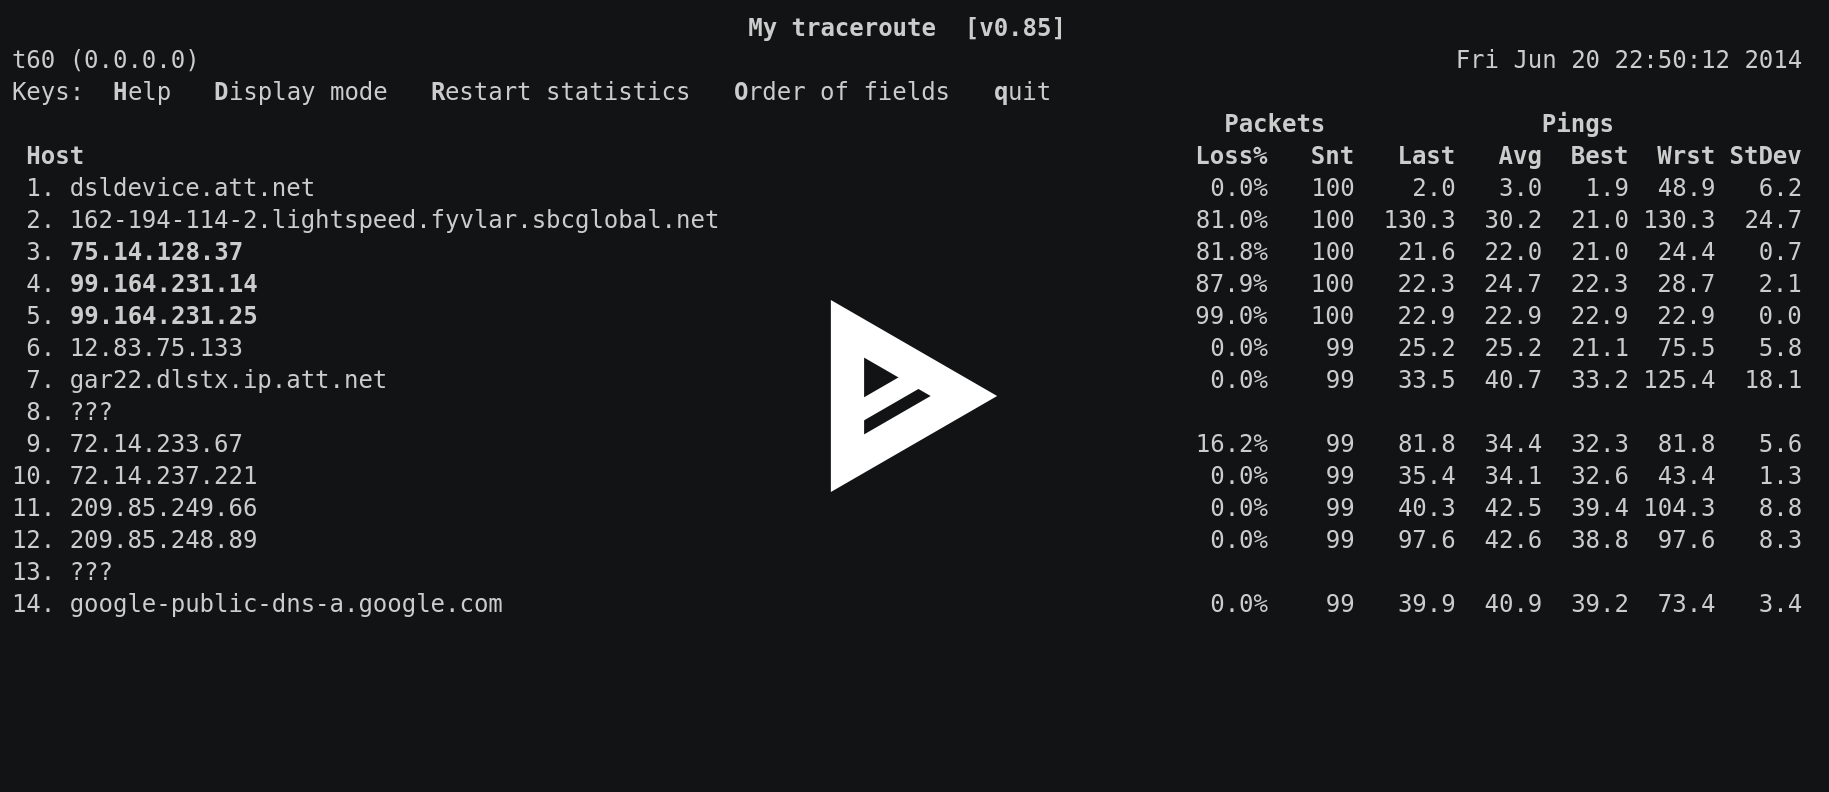 My traceroute  [v0.85]
t60 (0.0.0.0)                                                                                       Fri Jun 20 22:50:12 2014
Keys:  Help   Display mode   Restart statistics   Order of fields   quit
                                                                                    Packets               Pings
 Host                                                                             Loss%   Snt   Last   Avg  Best  Wrst StDev
 1. dsldevice.att.net                                                              0.0%   100    2.0   3.0   1.9  48.9   6.2
 2. 162-194-114-2.lightspeed.fyvlar.sbcglobal.net                                 81.0%   100  130.3  30.2  21.0 130.3  24.7
 3. 75.14.128.37                                                                  81.8%   100   21.6  22.0  21.0  24.4   0.7
 4. 99.164.231.14                                                                 87.9%   100   22.3  24.7  22.3  28.7   2.1
 5. 99.164.231.25                                                                 99.0%   100   22.9  22.9  22.9  22.9   0.0
 6. 12.83.75.133                                                                   0.0%    99   25.2  25.2  21.1  75.5   5.8
 7. gar22.dlstx.ip.att.net                                                         0.0%    99   33.5  40.7  33.2 125.4  18.1
 8. ???
 9. 72.14.233.67                                                                  16.2%    99   81.8  34.4  32.3  81.8   5.6
10. 72.14.237.221                                                                  0.0%    99   35.4  34.1  32.6  43.4   1.3
11. 209.85.249.66                                                                  0.0%    99   40.3  42.5  39.4 104.3   8.8
12. 209.85.248.89                                                                  0.0%    99   97.6  42.6  38.8  97.6   8.3
13. ???
14. google-public-dns-a.google.com                                                 0.0%    99   39.9  40.9  39.2  73.4   3.4